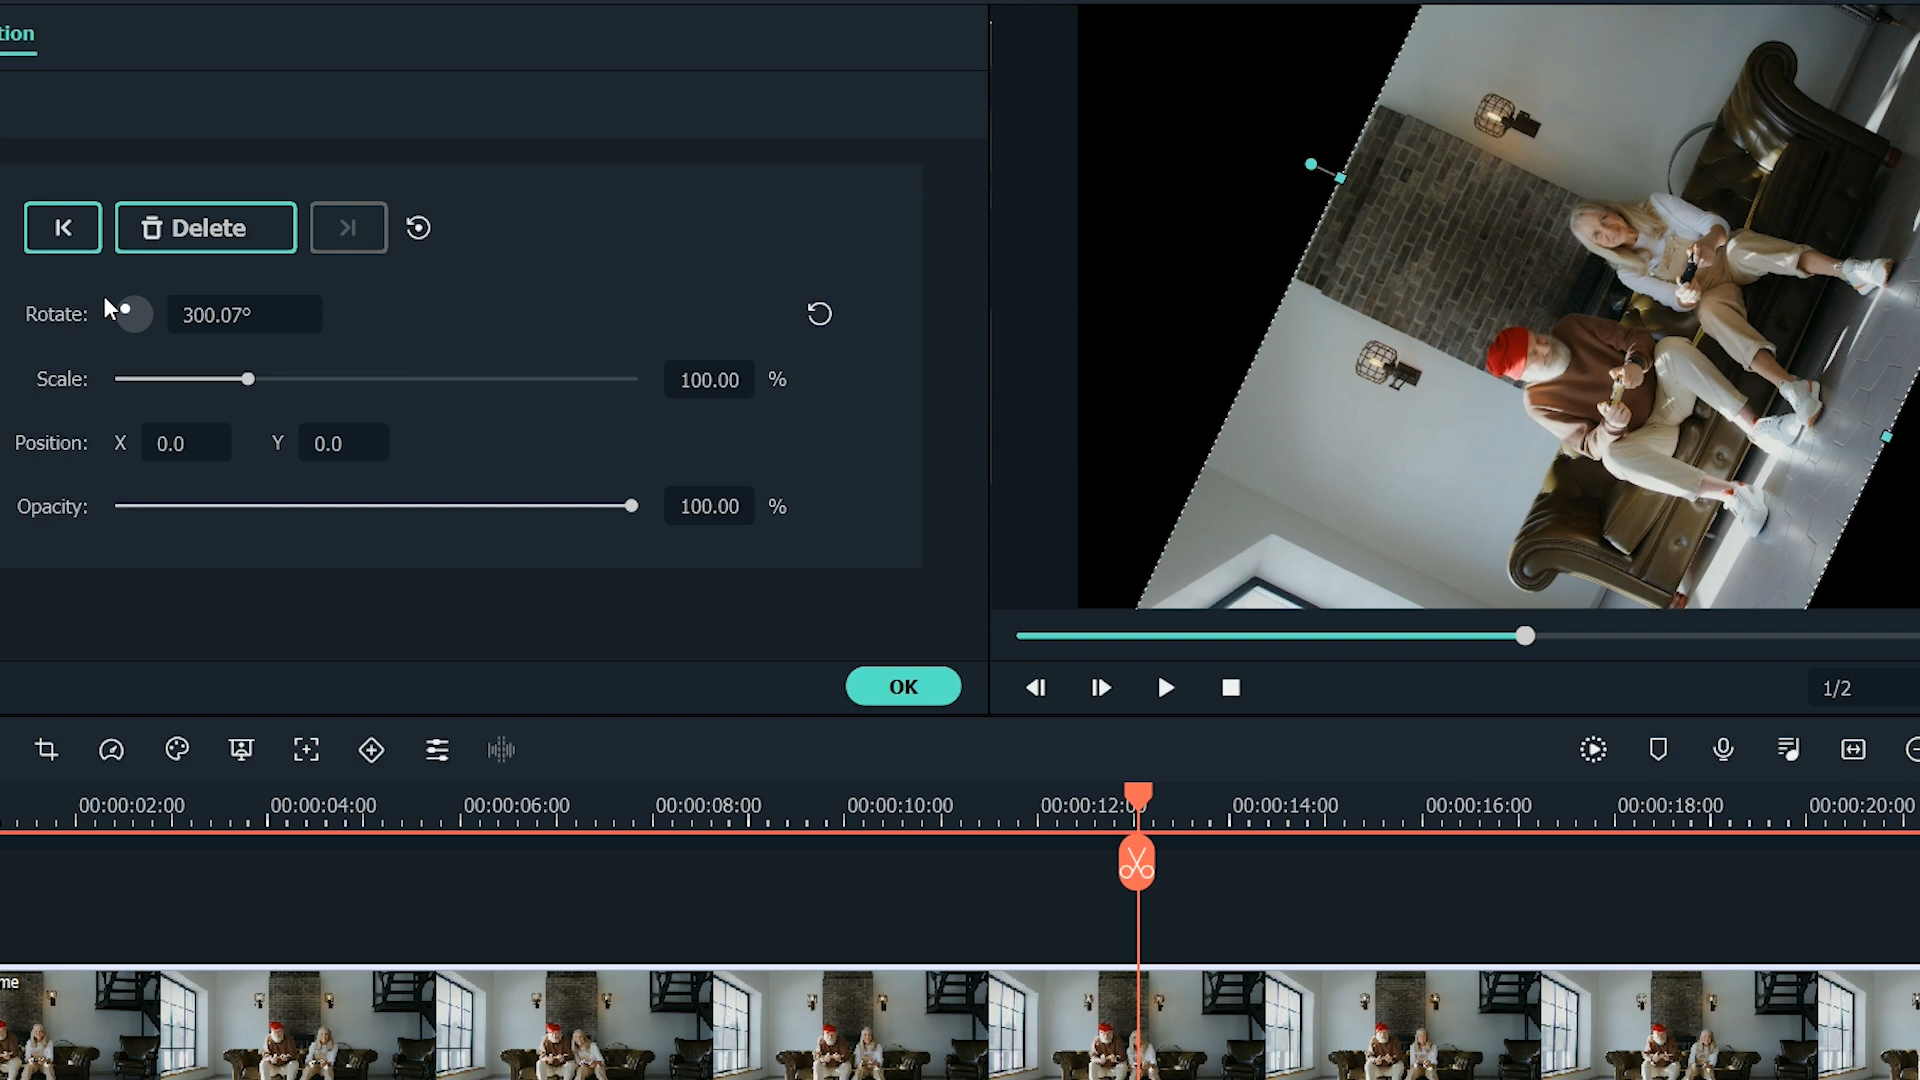 tion
Delete
Rotate: 300.07°
Scale: 100.00 %
Position: X 0.0 Y 0.0
Opacity: 100.00 %
OK
1/2
00:00:02:00 00:00:04:00 00:00:06:00 00:00:08:00 00:00:10:00 00:00:12:00 00:00:14:00 00:00:16:00 00:00:18:00 00:00:20:00
me